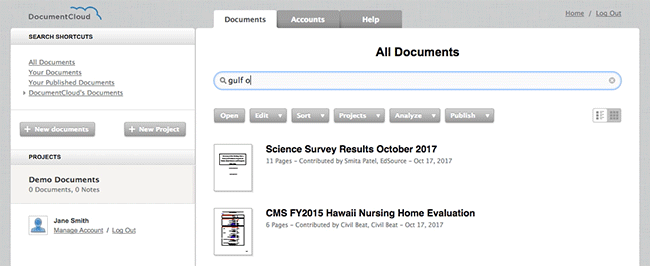 DocumentCloud
Documents
Accounts
Help
Home / Log Out
SEARCH SHORTCUTS
All Documents
Your Documents
Your Published Documents
DocumentCloud's Documents
+ New documents
+ New Project
PROJECTS
Demo Documents
0 Documents, 0 Notes
Jane Smith
Manage Account / Log Out
All Documents
gulf o
Open
Edit
Sort
Projects
Analyze
Publish
Science Survey Results October 2017
11 Pages – Contributed by Smita Patel, EdSource – Oct 17, 2017
CMS FY2015 Hawaii Nursing Home Evaluation
6 Pages – Contributed by Civil Beat, Civil Beat – Oct 17, 2017